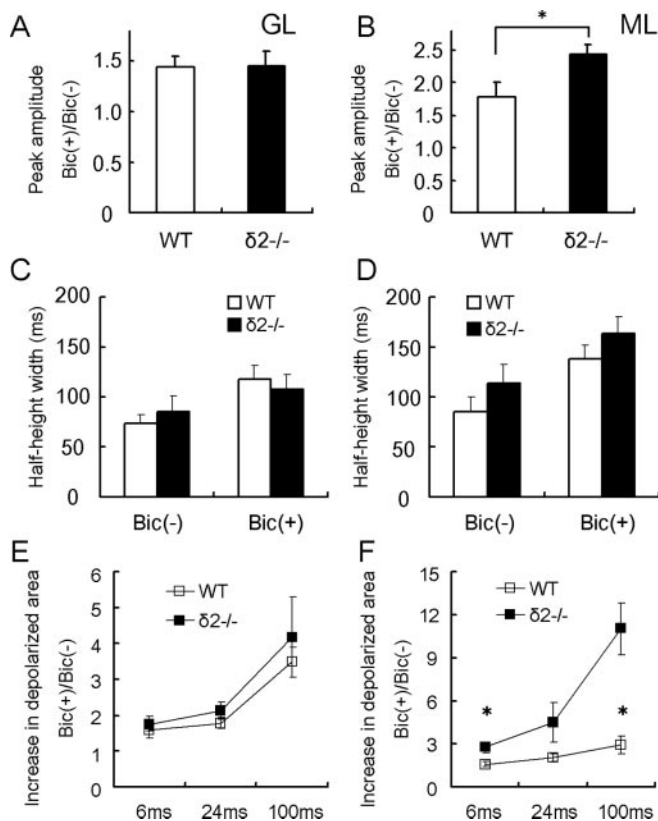 A GL
Peak amplitude
Bic(+)/Bic(-)
1.5
1.0
1.5
0
WT δ2-/-
B ML
*
Peak amplitude
Bic(+)/Bic(-)
2.5
2.0
1.5
1.0
0.5
0
WT δ2-/-
C
Half-height width (ms)
200
150
100
50
0
WT
δ2-/-
Bic(-) Bic(+)
D
Half-height width (ms)
200
150
100
50
0
WT
δ2-/-
Bic(-) Bic(+)
E
Increase in depolarized area
Bic(+)/Bic(-)
6
5
4
3
2
1
0
WT
δ2-/-
6ms 24ms 100ms
F
Increase in depolarized area
Bic(+)/Bic(-)
15
12
9
6
3
0
WT
δ2-/-
* *
6ms 24ms 100ms